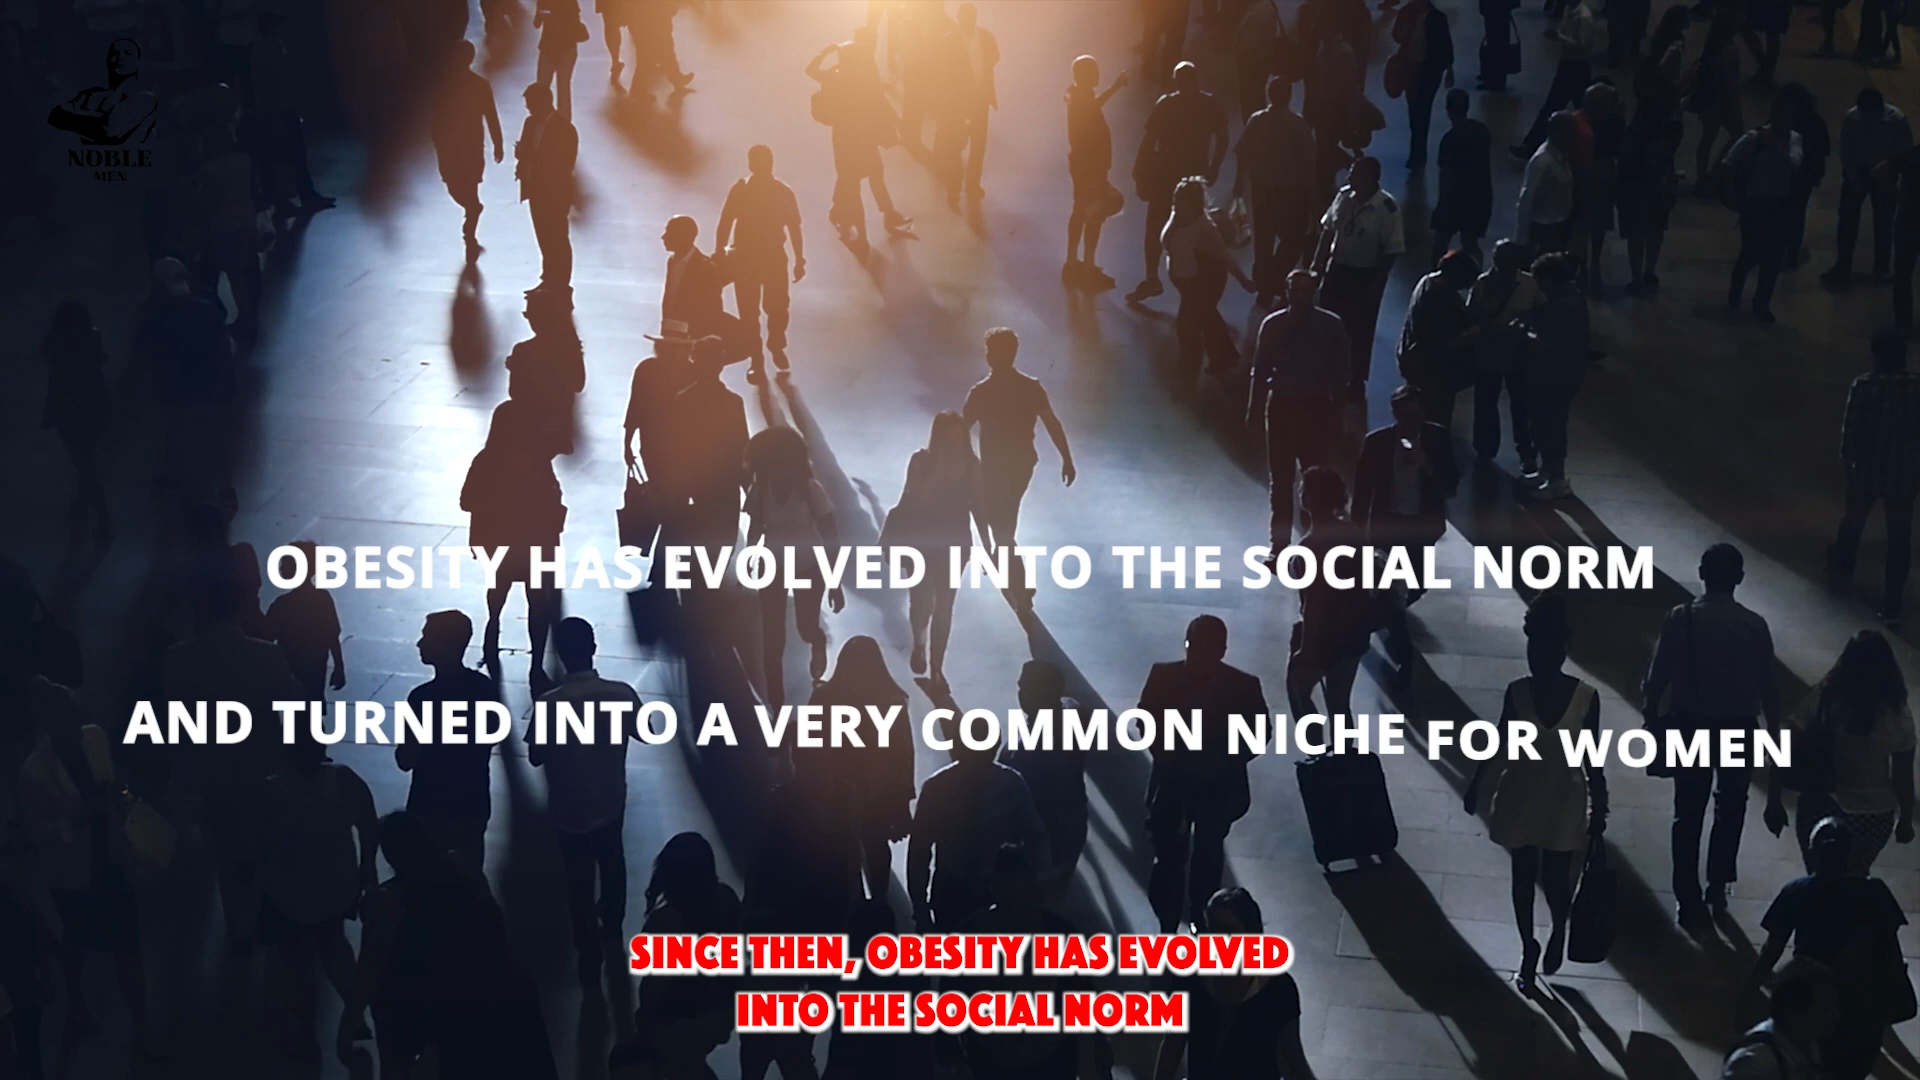 NOBLE
MEN
OBESITY HAS EVOLVED INTO THE SOCIAL NORM
AND TURNED INTO A VERY COMMON NICHE FOR WOMEN
SINCE THEN, OBESITY HAS EVOLVED
INTO THE SOCIAL NORM